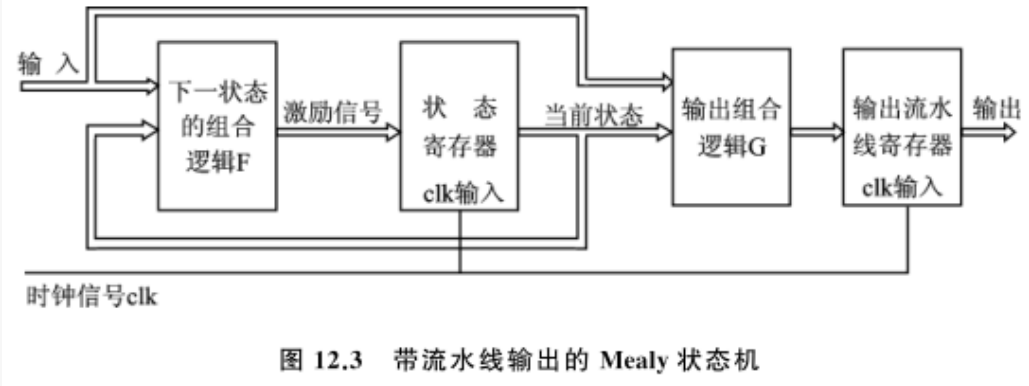 输 入
下一状态
的组合
逻辑F
激励信号
状 态
寄存器
clk输入
当前状态
输出组合
逻辑G
输出流水
线寄存器
clk输入
输出
时钟信号clk
图 12.3 带流水线输出的 Mealy 状态机